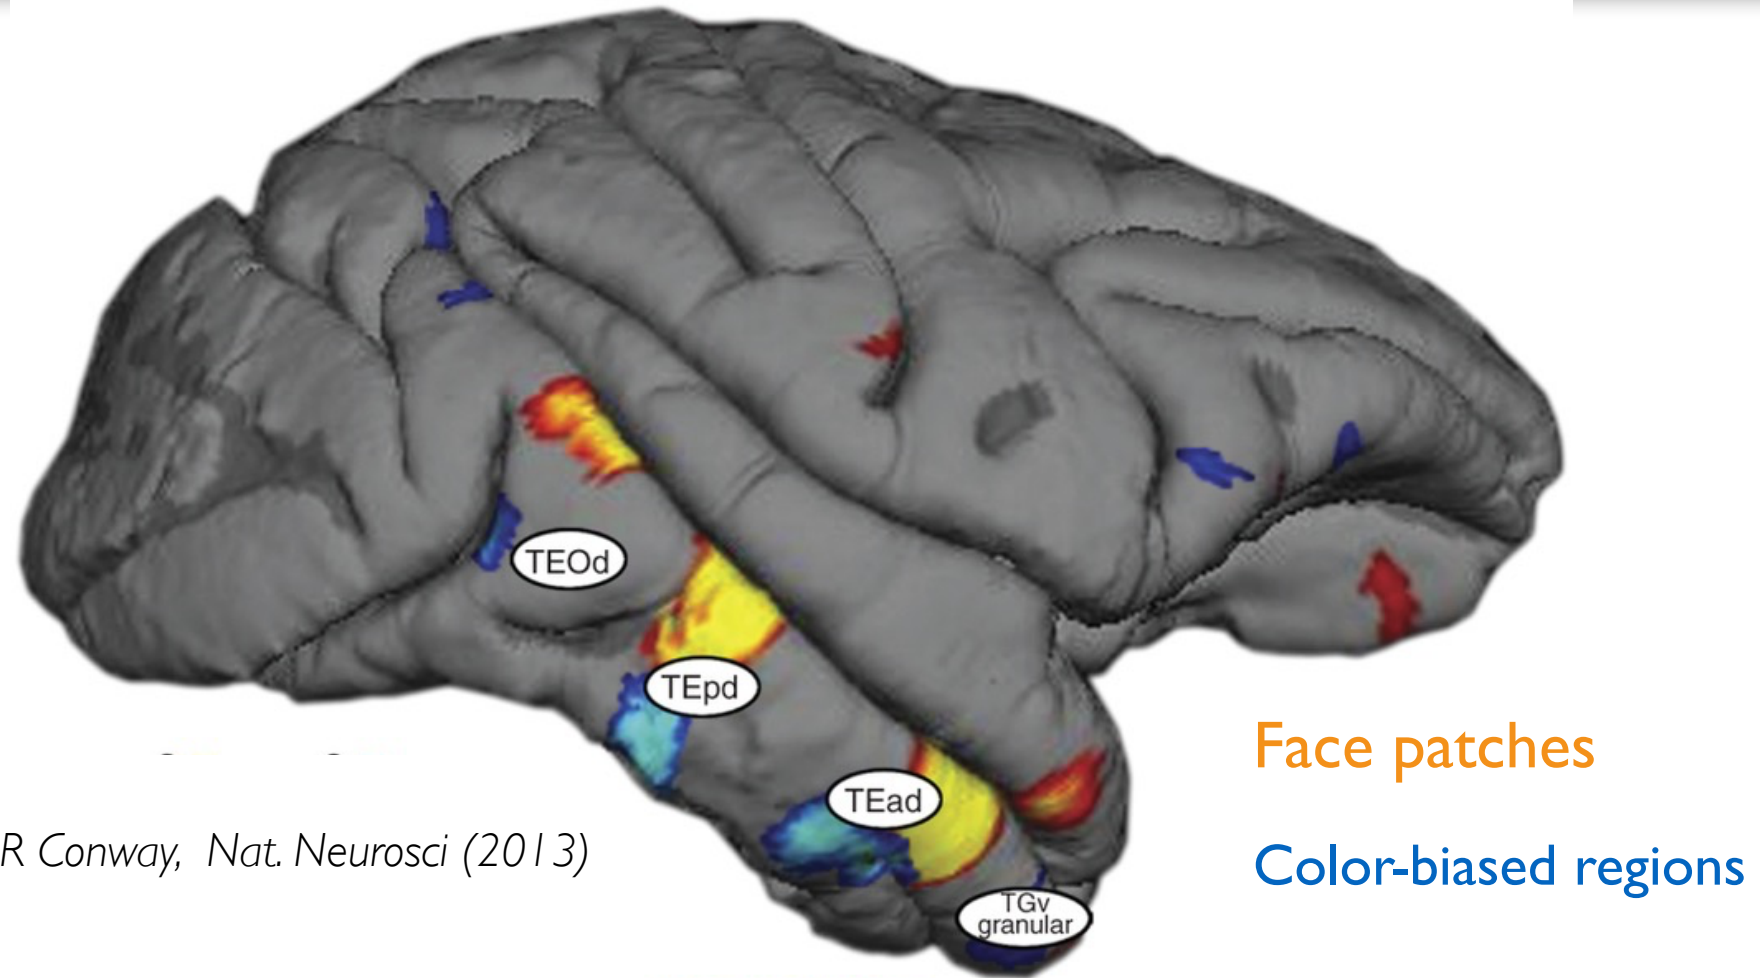 TEOd
TEpd
TEad
TGv
granular
Face patches
Color-biased regions
R Conway, Nat. Neurosci (2013)